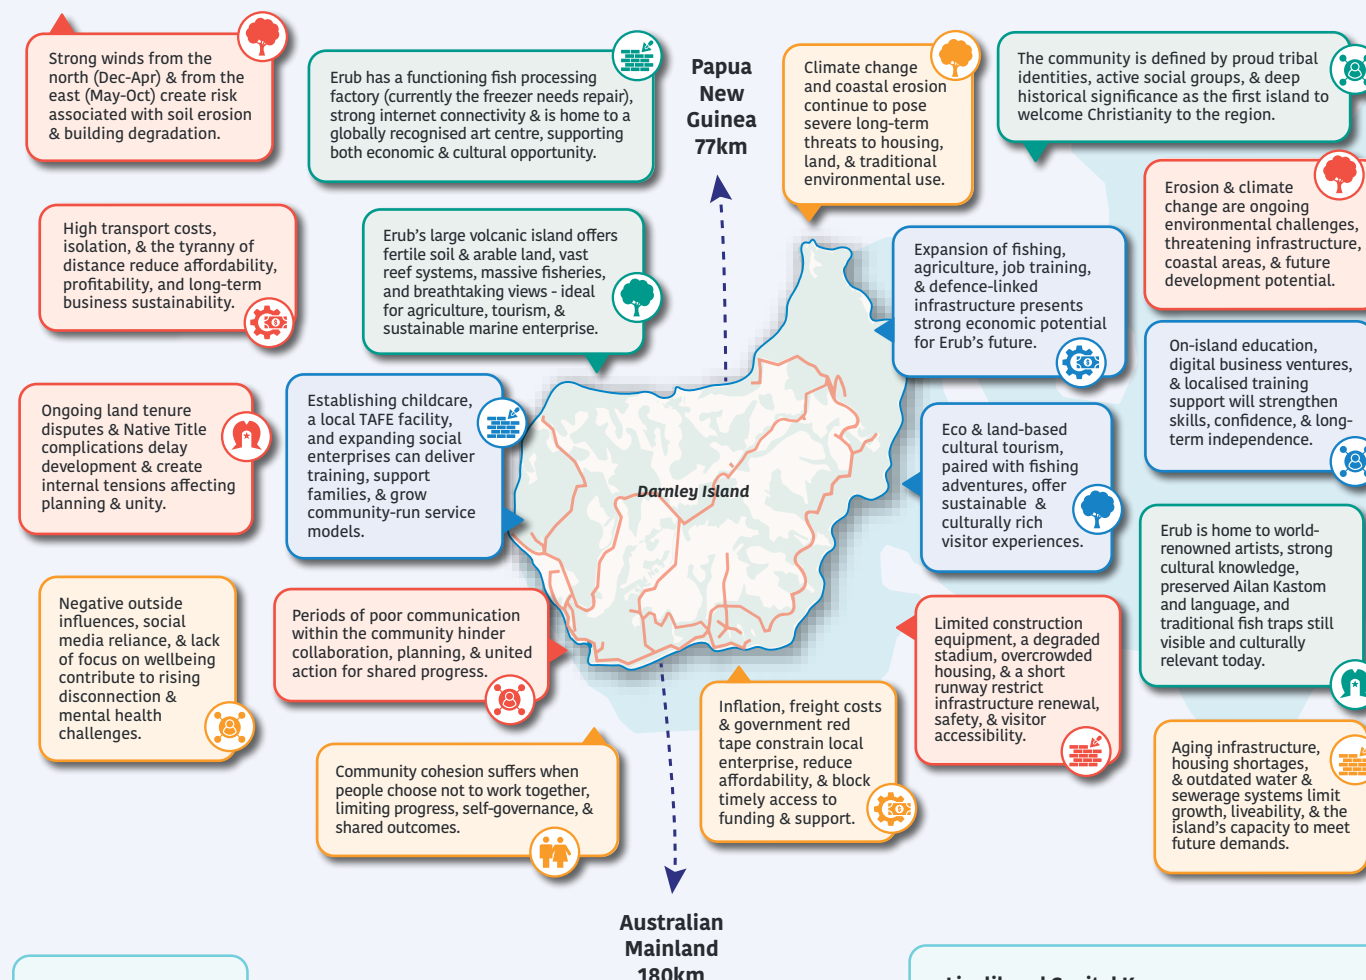 Strong winds from the
north (Dec-Apr) & from the
east (May-Oct) create risk
associated with soil erosion
& building degradation.
Erub has a functioning fish processing
factory (currently the freezer needs repair),
strong internet connectivity & is home to a
globally recognised art centre, supporting
both economic & cultural opportunity.
Papua
New
Guinea
77km
Climate change
and coastal erosion
continue to pose
severe long-term
threats to housing,
land, & traditional
environmental use.
The community is defined by proud tribal
identities, active social groups, & deep
historical significance as the first island to
welcome Christianity to the region.
Erosion & climate
change are ongoing
environmental challenges,
threatening infrastructure,
coastal areas, & future
development potential.
High transport costs,
isolation, & the tyranny of
distance reduce affordability,
profitability, and long-term
business sustainability.
Erub's large volcanic island offers
fertile soil & arable land, vast
reef systems, massive fisheries,
and breathtaking views - ideal
for agriculture, tourism, &
sustainable marine enterprise.
Expansion of fishing,
agriculture, job training,
& defence-linked
infrastructure presents
strong economic potential
for Erub's future.
On-island education,
digital business ventures,
& localised training
support will strengthen
skills, confidence, & long-
term independence.
Ongoing land tenure
disputes & Native Title
complications delay
development & create
internal tensions affecting
planning & unity.
Establishing childcare,
a local TAFE facility,
and expanding social
enterprises can deliver
training, support
families, & grow
community-run service
models.
Darnley Island
Eco & land-based
cultural tourism,
paired with fishing
adventures, offer
sustainable &
culturally rich
visitor experiences.
Erub is home to world-
renowned artists, strong
cultural knowledge,
preserved Ailan Kastom
and language, and
traditional fish traps still
visible and culturally
relevant today.
Negative outside
influences, social
media reliance, & lack
of focus on wellbeing
contribute to rising
disconnection &
mental health
challenges.
Periods of poor communication
within the community hinder
collaboration, planning, & united
action for shared progress.
Limited construction
equipment, a degraded
stadium, overcrowded
housing, & a short
runway restrict
infrastructure renewal,
safety, & visitor
accessibility.
Inflation, freight costs
& government red
tape constrain local
enterprise, reduce
affordability, & block
timely access to
funding & support.
Community cohesion suffers when
people choose not to work together,
limiting progress, self-governance, &
shared outcomes.
Aging infrastructure,
housing shortages,
& outdated water &
sewerage systems limit
growth, liveability, & the
island's capacity to meet
future demands.
Australian
Mainland
180km